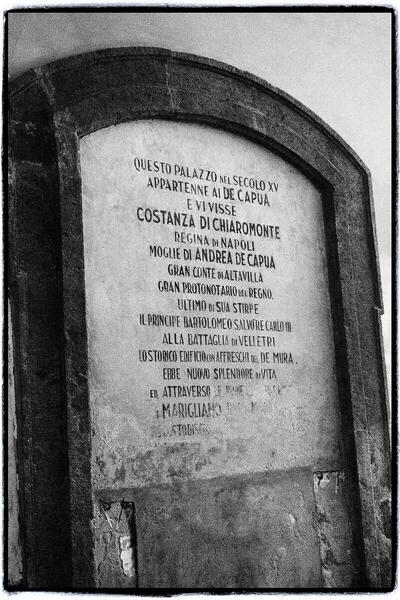 QUESTO PALAZZO NEL SECOLO XV
APPARTENNE AI DE CAPUA
E VI VISSE
COSTANZA DI CHIAROMONTE
REGINA DI NAPOLI
MOGLIE DI ANDREA DE CAPUA
GRAN CONTE DI ALTAVILLA
GRAN PROTONOTARIO DEL REGNO.
ULTIMO DI SUA STIRPE
IL PRINCIPE BARTOLOMEO SALVÒ RE CARLO III
ALLA BATTAGLIA DI VELLETRI
LO STORICO EDIFICIO CON AFFRESCHI DEL DE MURA.
EBBE NUOVO SPLENDORE DI VITA
ED, ATTRAVERSO
MARIGLIANO